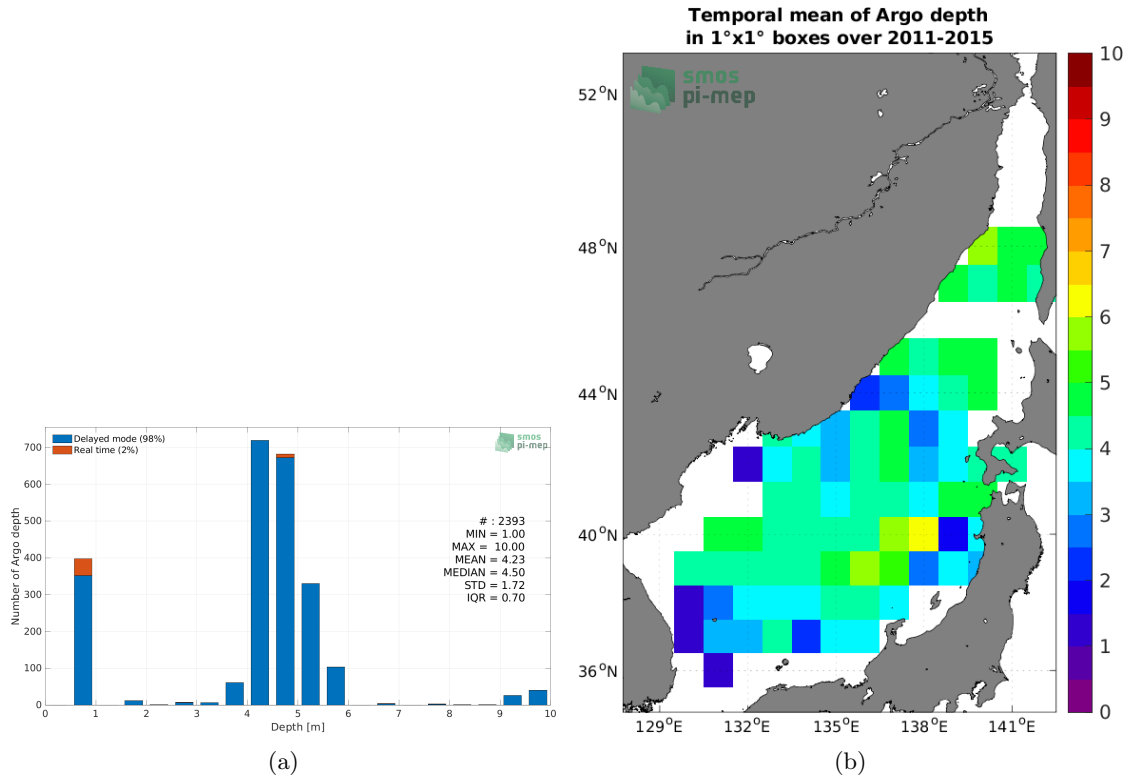 Delayed mode (98%)
Real time (2%)
smos
pi-mep
# : 2393
MIN = 1.00
MAX = 10.00
MEAN = 4.23
MEDIAN = 4.50
STD = 1.72
IQR = 0.70
Number of Argo depth
700
600
500
400
300
200
100
0
0 1 2 3 4 5 6 7 8 9 10
Depth [m]
(a)
Temporal mean of Argo depth
in 1°x1° boxes over 2011-2015
smos
pi-mep
52°N
48°N
44°N
40°N
36°N
129°E 132°E 135°E 138°E 141°E
10
9
8
7
6
5
4
3
2
1
0
(b)